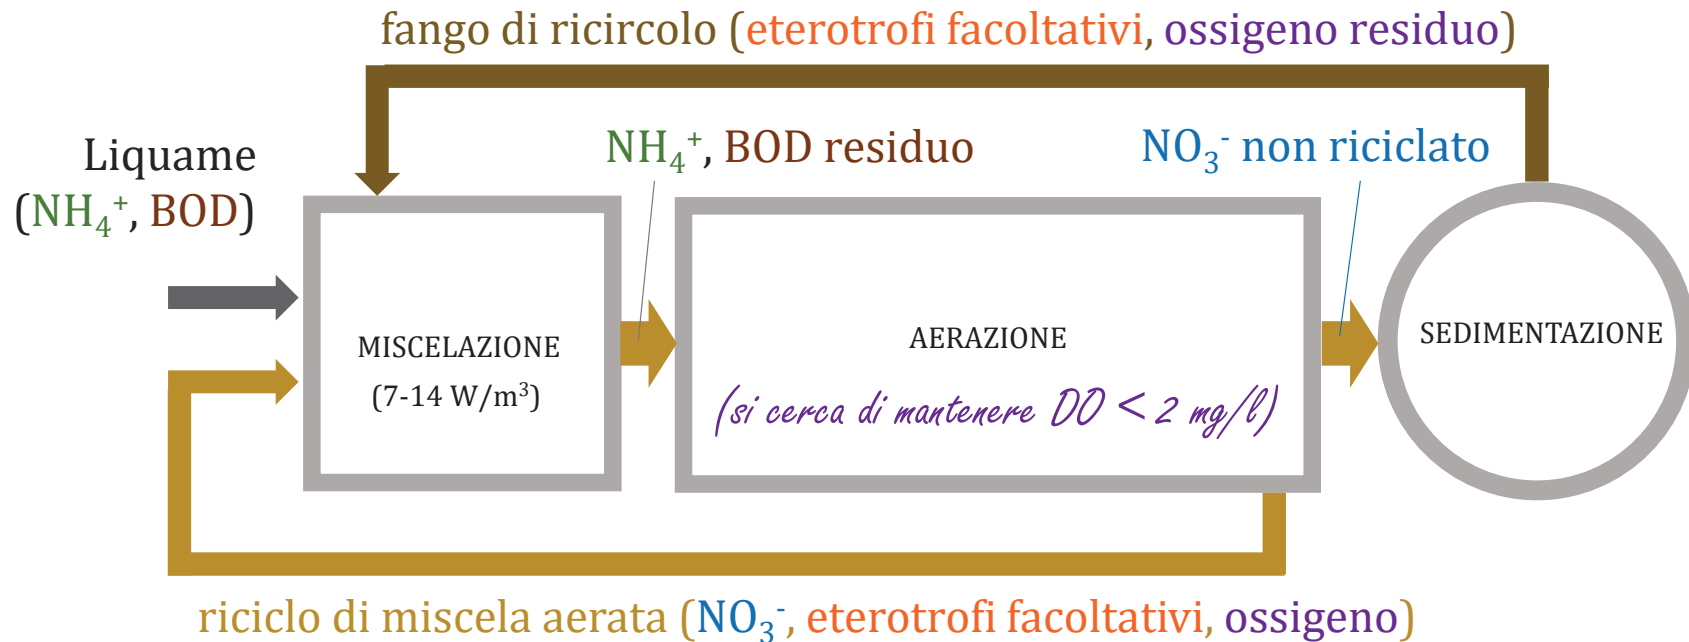 fango di ricircolo (eterotrofi facoltativi, ossigeno residuo)
Liquame
(NH₄⁺, BOD)
NH₄⁺, BOD residuo
NO₃⁻ non riciclato
MISCELAZIONE
(7-14 W/m³)
AERAZIONE
(si cerca di mantenere DO < 2 mg/l)
SEDIMENTAZIONE
riciclo di miscela aerata (NO₃⁻, eterotrofi facoltativi, ossigeno)